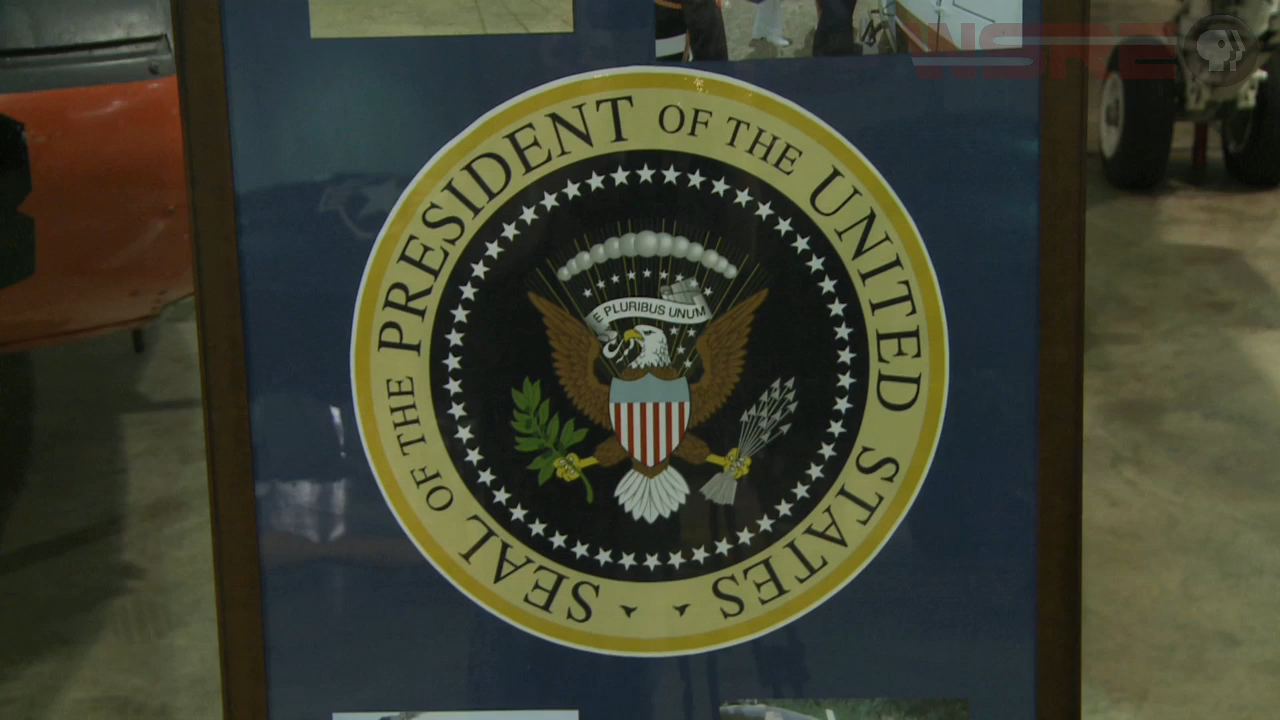 WSRE
SEAL OF THE PRESIDENT OF THE UNITED STATES
E PLURIBUS UNUM